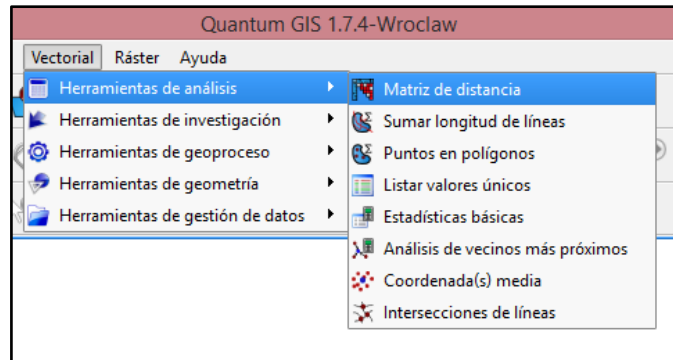 Quantum GIS 1.7.4-Wroclaw
Vectorial Ráster Ayuda
Herramientas de análisis
Herramientas de investigación
Herramientas de geoproceso
Herramientas de geometría
Herramientas de gestión de datos
Matriz de distancia
Sumar longitud de líneas
Puntos en polígonos
Listar valores únicos
Estadísticas básicas
Análisis de vecinos más próximos
Coordenada(s) media
Intersecciones de líneas